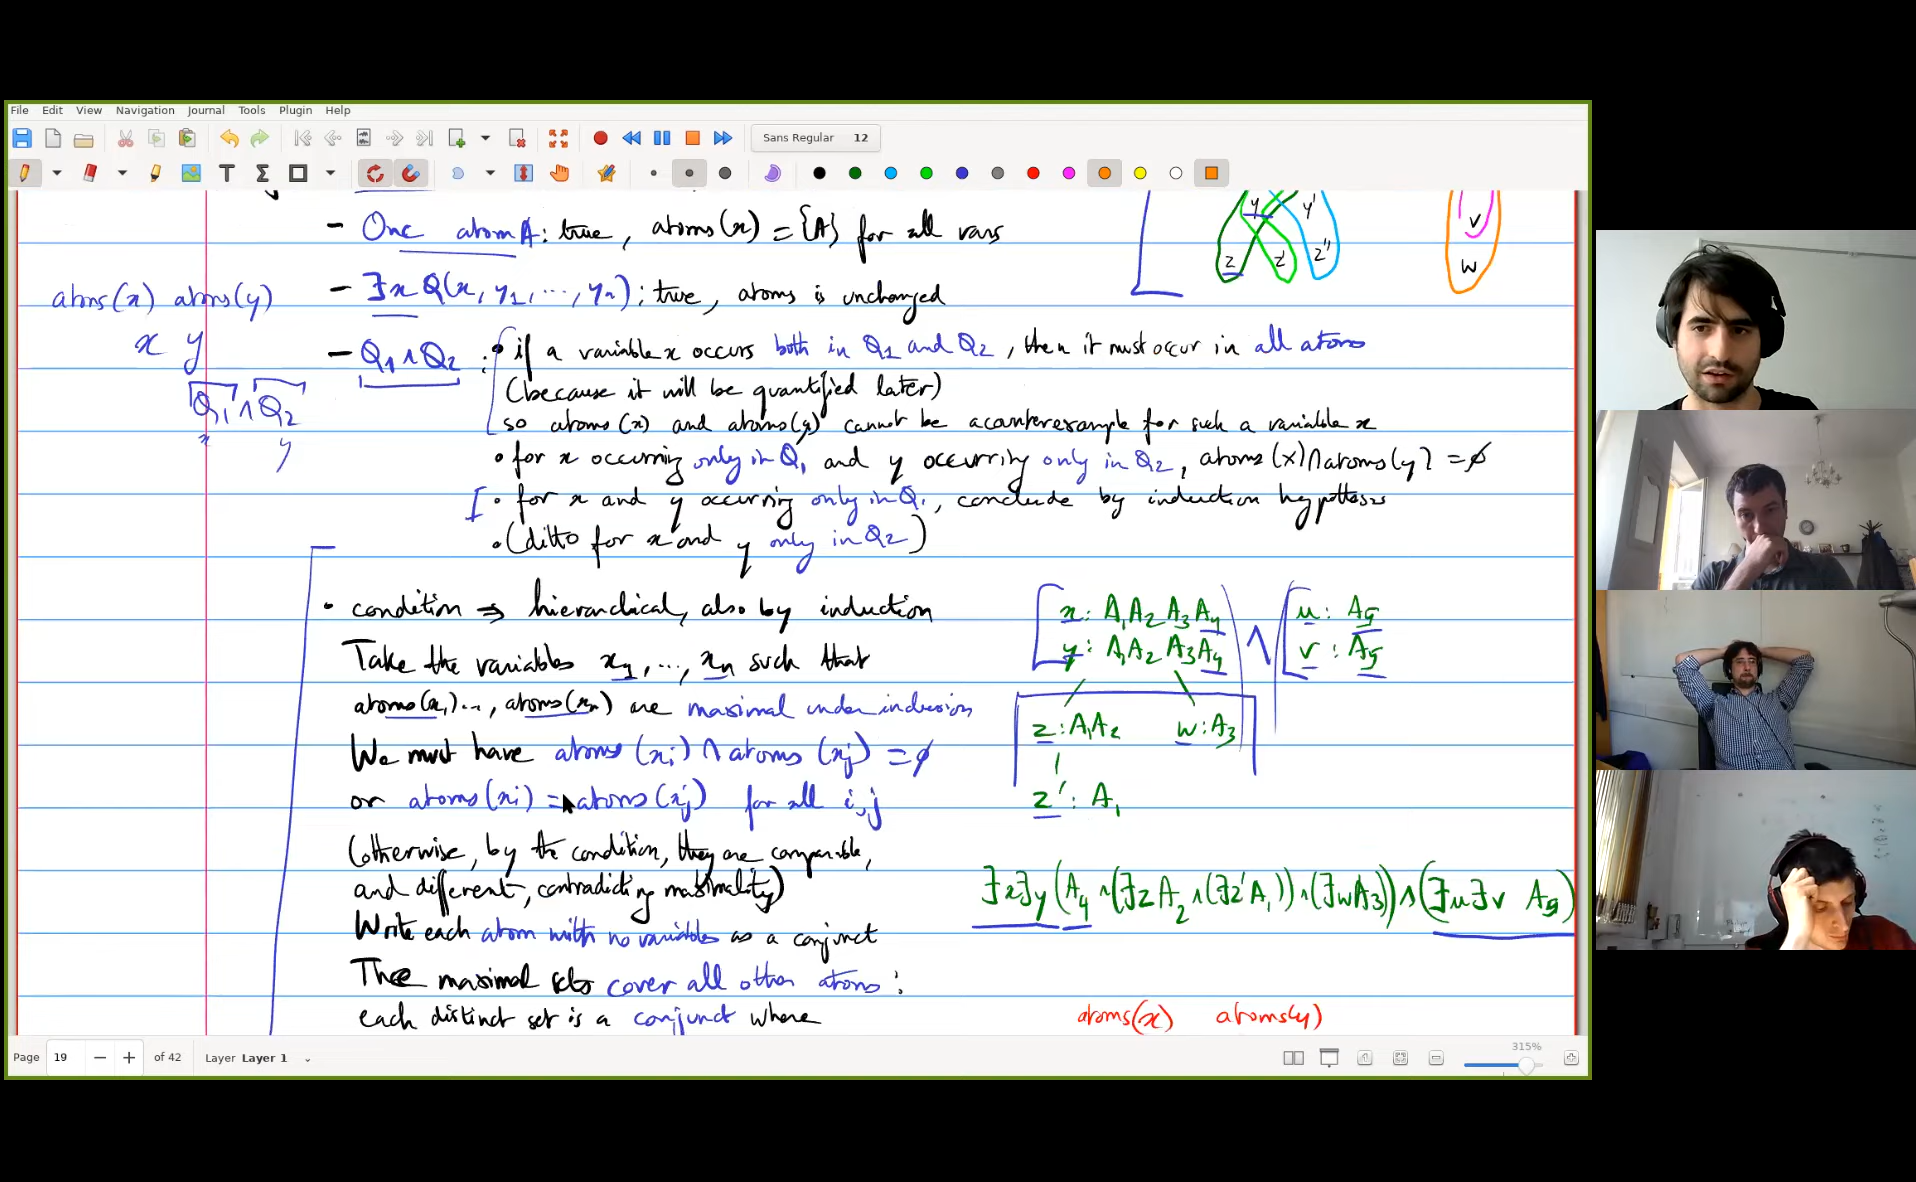 File Edit View Navigation Journal Tools Plugin Help
Sans Regular 12
- One atom A: true, atoms(x) = {A} for all vars
- ∃x Q(x, y1, ..., yn): true, atoms is unchanged
atoms(x) atoms(y)
x y
Q1 ∧ Q2
x y
- Q1 ∧ Q2 : • if a variable x occurs both in Q1 and Q2, then it must occur in all atoms
(because it will be quantified later)
so atoms(x) and atoms(y) cannot be a counterexample for such a variable x
• for x occurring only in Q1 and y occurring only in Q2, atoms(x) ∩ atoms(y) = ∅
• for x and y occurring only in Q1, conclude by induction hypothesis
• (ditto for x and y only in Q2)
• condition ⇒ hierarchical, also by induction
Take the variables x1, ..., xn such that
atoms(x1)..., atoms(xn) are maximal under inclusion
We must have atoms(xi) ∩ atoms(xj) = ∅
or atoms(xi) = atoms(xj) for all i,j
(otherwise, by the condition, they are comparable,
and different, contradicting maximality)
Write each atom with no variables as a conjunct
The maximal sets cover all other atoms:
each distinct set is a conjunct where
y y'
z z' z''
v
w
x: A1 A2 A3 A4 ∧ u: A5
y: A1 A2 A3 A4 v: A5
z: A1 A2 w: A3
z': A1
∃x∃y(A4 ∧ (∃z A2 ∧ (∃z' A1)) ∧ (∃w A3)) ∧ (∃u∃v A5)
atoms(x) atoms(y)
Page 19 of 42 Layer Layer 1 315%